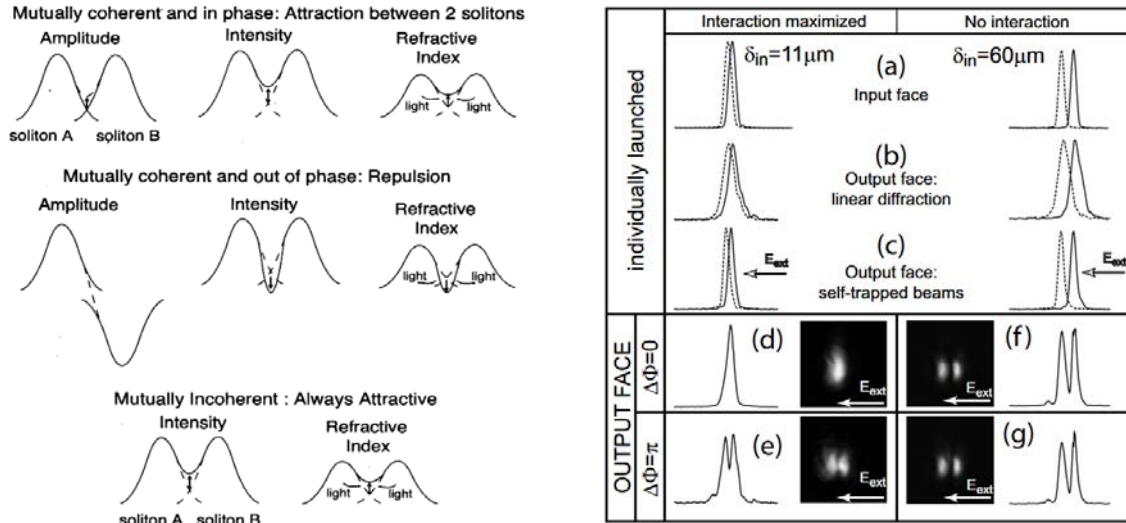 Mutually coherent and in phase: Attraction between 2 solitons
Amplitude
Intensity
Refractive
Index
light
light
soliton A
soliton B
Mutually coherent and out of phase: Repulsion
Amplitude
Intensity
Refractive
Index
light
light
Mutually Incoherent : Always Attractive
Intensity
Refractive
Index
light
light
soliton A
soliton B
Interaction maximized
No interaction
individually launched
δin=11μm
(a)
δin=60μm
Input face
(b)
Output face:
linear diffraction
(c)
Eext
Eext
Output face:
self-trapped beams
OUTPUT FACE
ΔΦ=0
(d)
Eext
Eext
(f)
ΔΦ=π
(e)
Eext
Eext
(g)